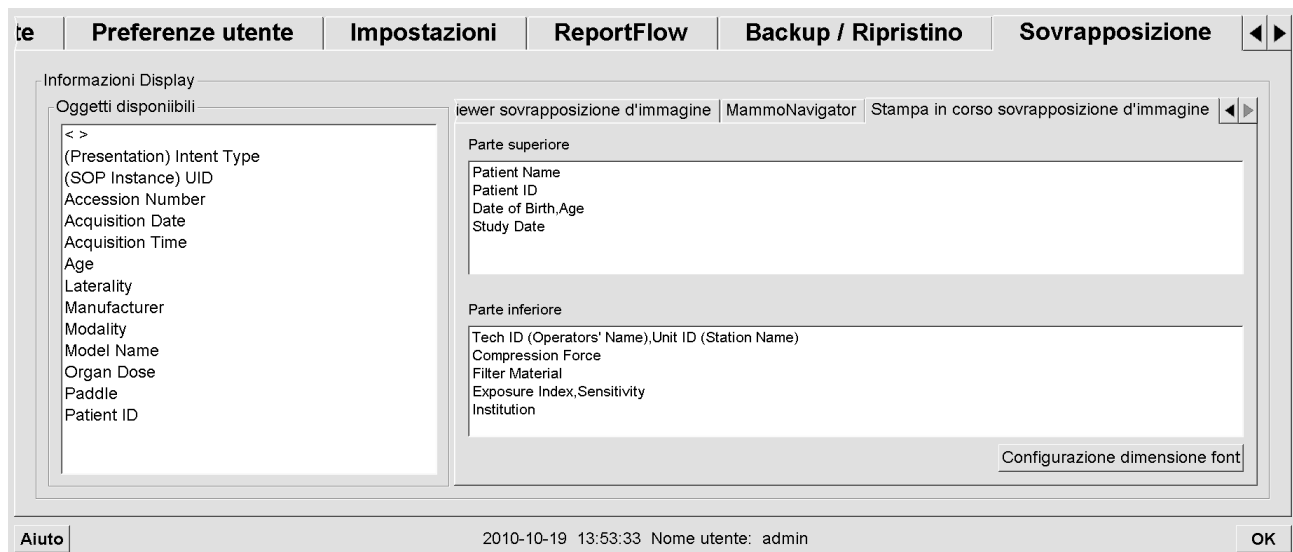 te Preferenze utente Impostazioni ReportFlow Backup / Ripristino Sovrapposizione
Informazioni Display
Oggetti disponiibili
< >
(Presentation) Intent Type
(SOP Instance) UID
Accession Number
Acquisition Date
Acquisition Time
Age
Laterality
Manufacturer
Modality
Model Name
Organ Dose
Paddle
Patient ID
iewer sovrapposizione d'immagine MammoNavigator Stampa in corso sovrapposizione d'immagine
Parte superiore
Patient Name
Patient ID
Date of Birth,Age
Study Date
Parte inferiore
Tech ID (Operators' Name),Unit ID (Station Name)
Compression Force
Filter Material
Exposure Index,Sensitivity
Institution
Configurazione dimensione font
Aiuto 2010-10-19 13:53:33 Nome utente: admin OK